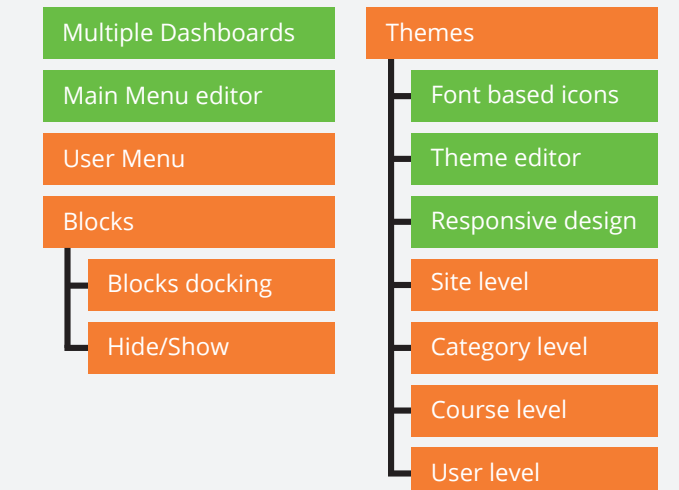 Multiple Dashboards
Main Menu editor
User Menu
Blocks
Blocks docking
Hide/Show
Themes
Font based icons
Theme editor
Responsive design
Site level
Category level
Course level
User level